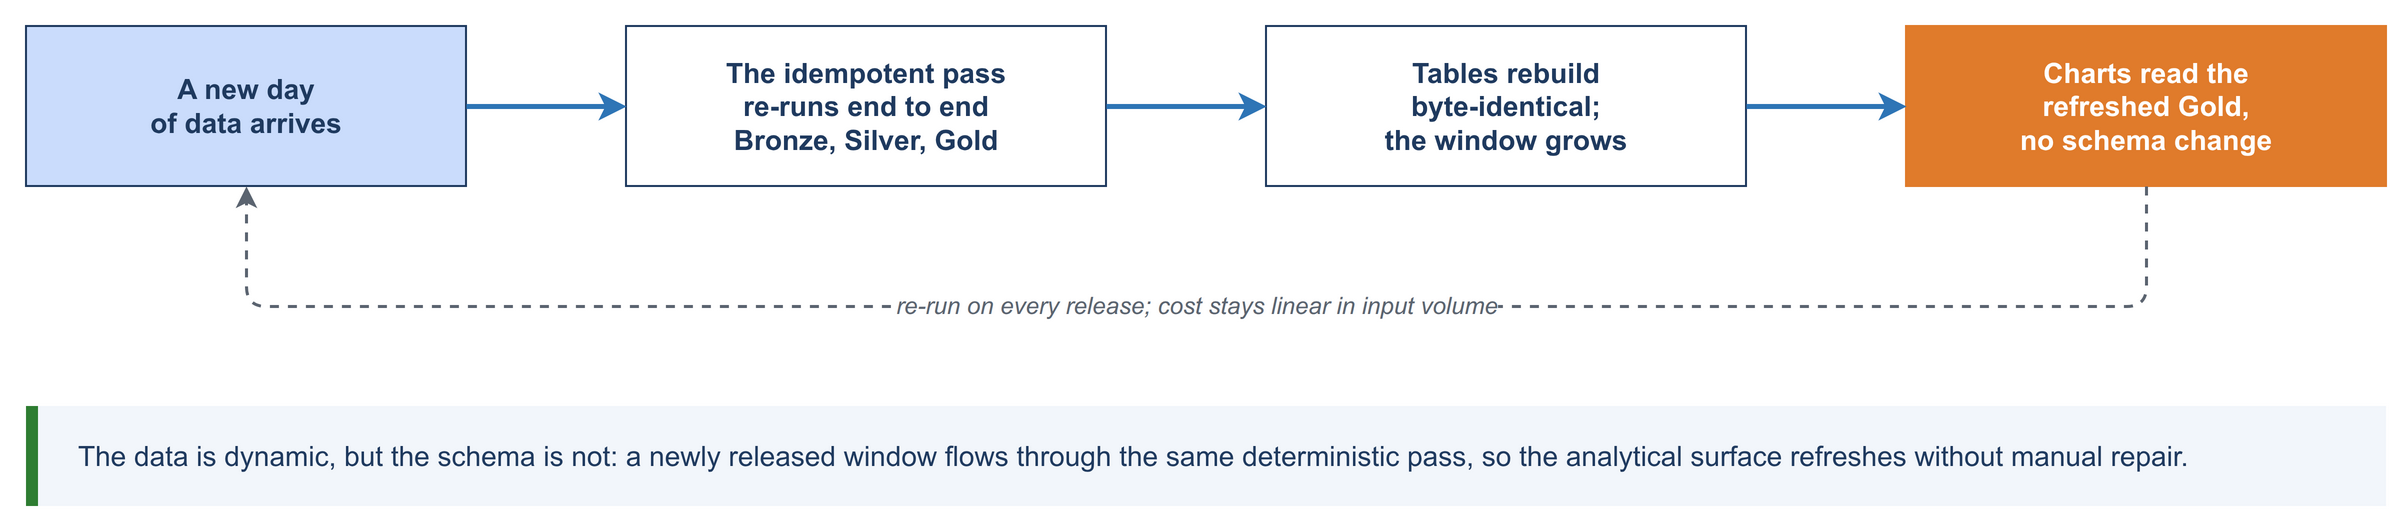 A new day
of data arrives
The idempotent pass
re-runs end to end
Bronze, Silver, Gold
Tables rebuild
byte-identical;
the window grows
Charts read the
refreshed Gold,
no schema change
re-run on every release; cost stays linear in input volume
The data is dynamic, but the schema is not: a newly released window flows through the same deterministic pass, so the analytical surface refreshes without manual repair.